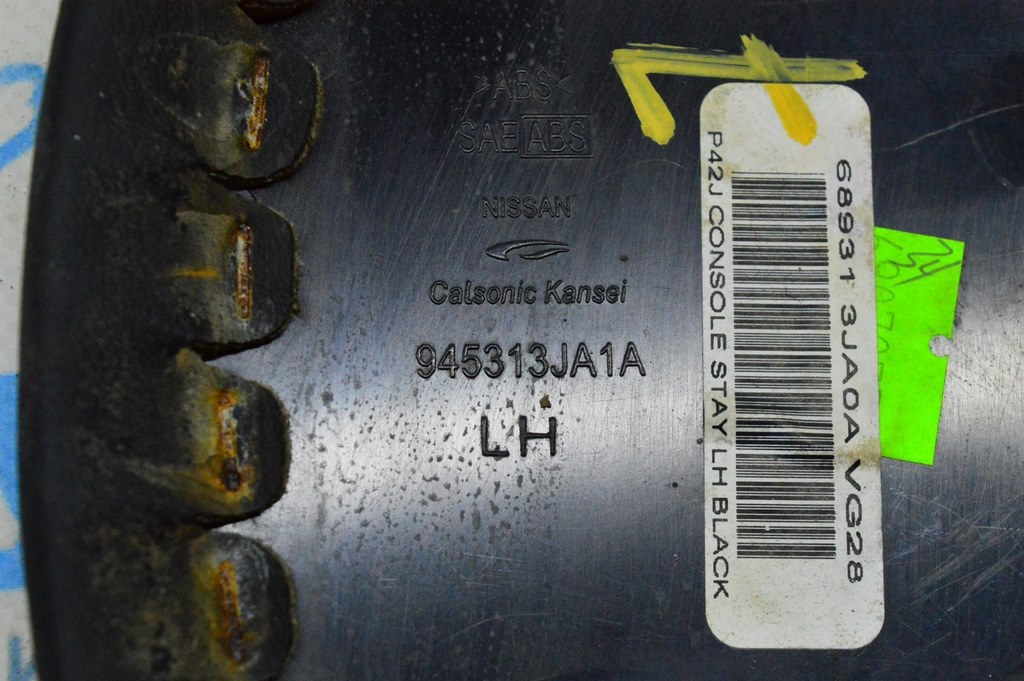 >ABS<
SAE ABS
NISSAN
Calsonic Kansei
945313JA1A
LH
68931 3JA0A VG28
P42J CONSOLE STAY LH BLACK